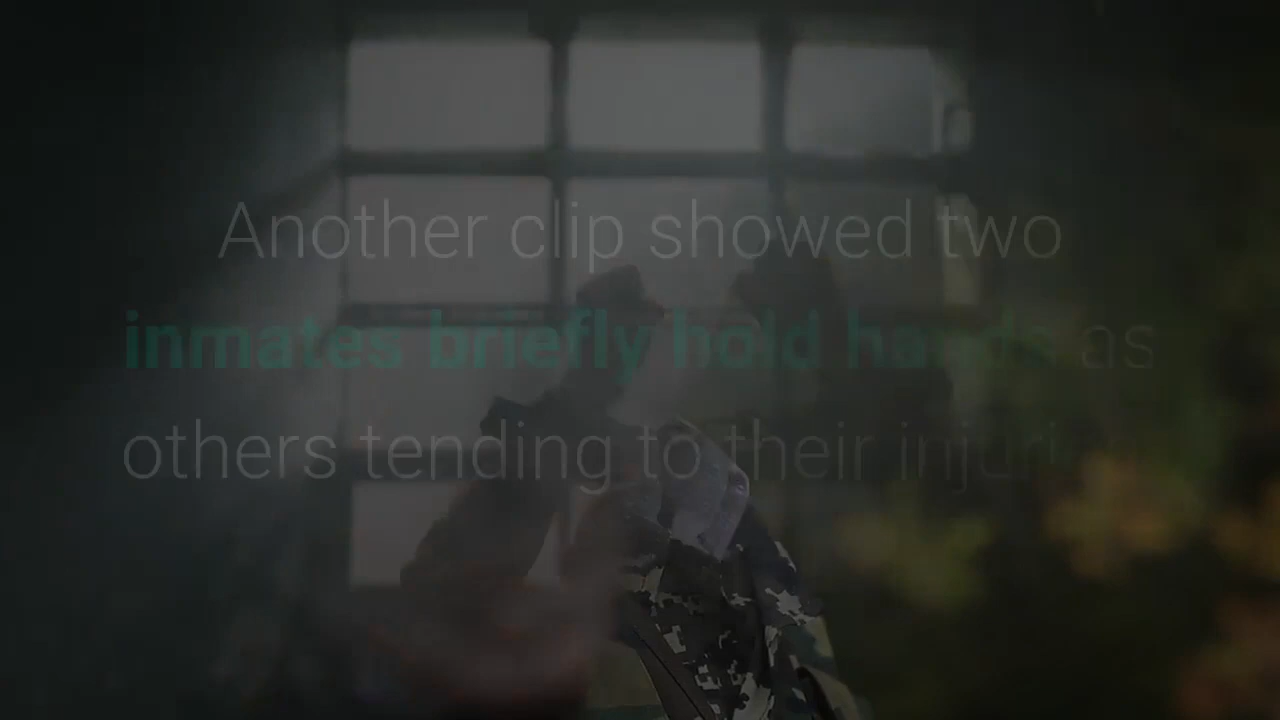 Another clip showed two
inmates briefly hold hands as
others tending to their